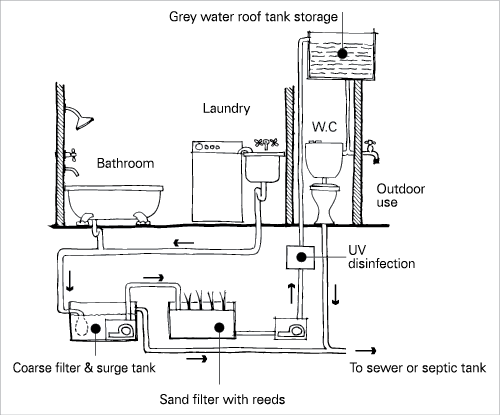 Grey water roof tank storage
Laundry
W.C
Bathroom
Outdoor
use
UV
disinfection
Coarse filter & surge tank
To sewer or septic tank
Sand filter with reeds